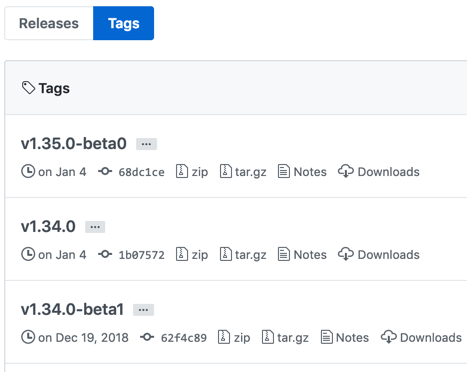 Releases Tags
Tags
v1.35.0-beta0 ...
on Jan 4 68dc1ce zip tar.gz Notes Downloads
v1.34.0 ...
on Jan 4 1b07572 zip tar.gz Notes Downloads
v1.34.0-beta1 ...
on Dec 19, 2018 62f4c89 zip tar.gz Notes Downloads